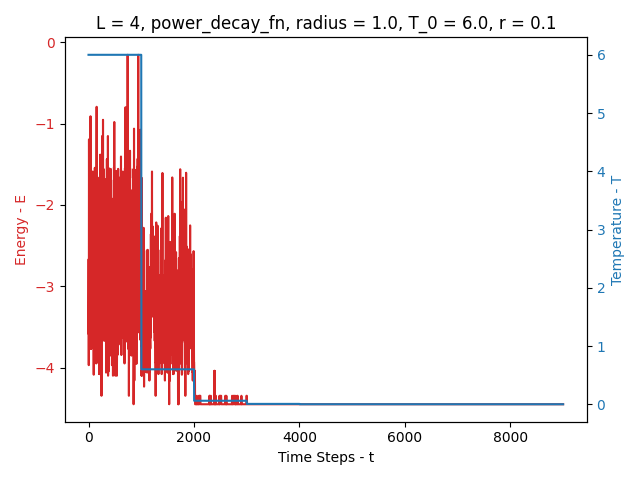 L = 4, power_decay_fn, radius = 1.0, T_0 = 6.0, r = 0.1
Energy - E
0
−1
−2
−3
−4
6
5
4
3
2
1
0
Temperature - T
0 2000 4000 6000 8000
Time Steps - t